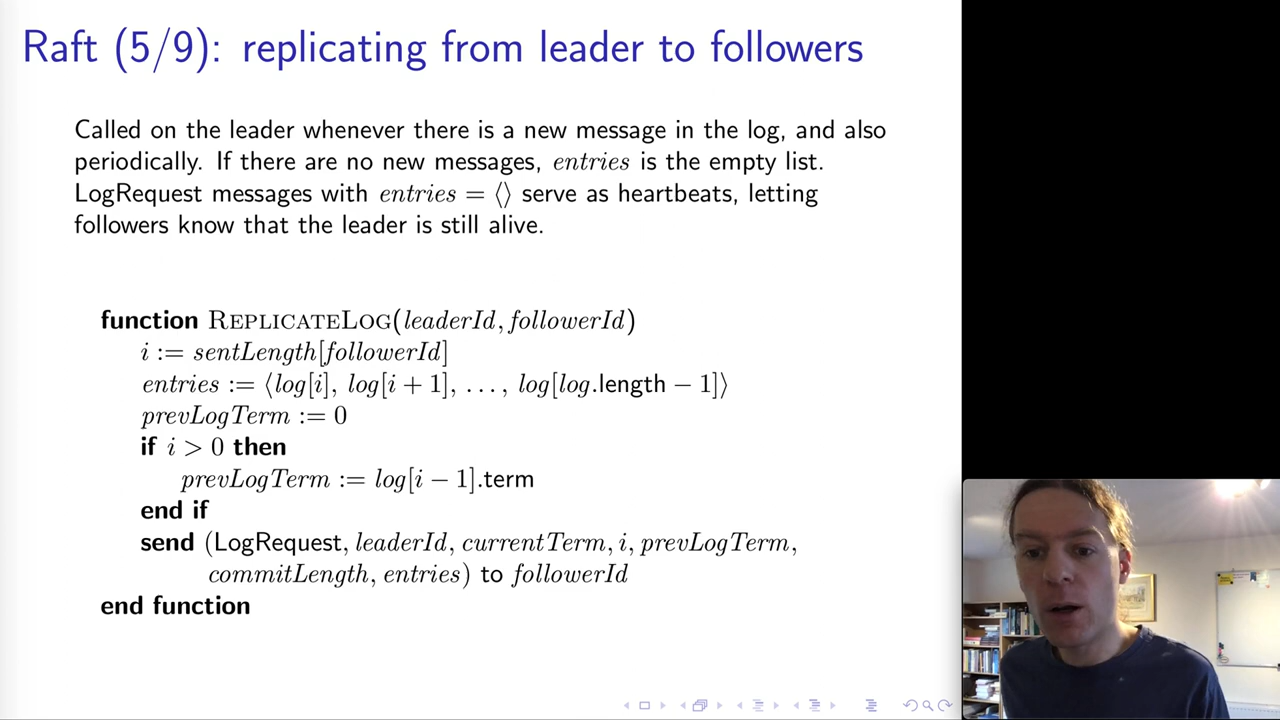 Raft (5/9): replicating from leader to followers
Called on the leader whenever there is a new message in the log, and also
periodically. If there are no new messages, entries is the empty list.
LogRequest messages with entries = ⟨⟩ serve as heartbeats, letting
followers know that the leader is still alive.
function REPLICATELOG(leaderId, followerId)
i := sentLength[followerId]
entries := ⟨log[i], log[i + 1], . . . , log[log.length − 1]⟩
prevLogTerm := 0
if i > 0 then
prevLogTerm := log[i − 1].term
end if
send (LogRequest, leaderId, currentTerm, i, prevLogTerm,
commitLength, entries) to followerId
end function